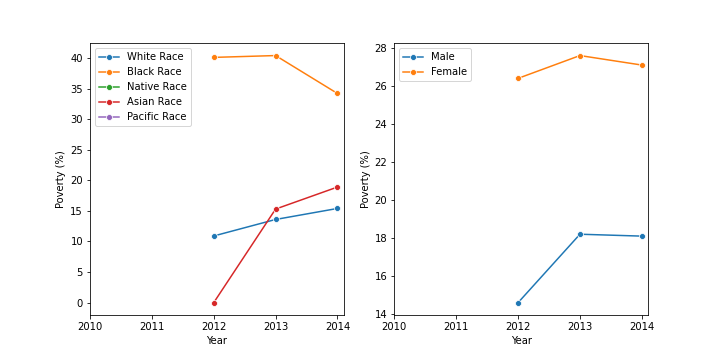 White Race
Black Race
Native Race
Asian Race
Pacific Race
40
35
30
25
20
15
10
5
0
Poverty (%)
2010 2011 2012 2013 2014
Year
Male
Female
28
26
24
22
20
18
16
14
Poverty (%)
2010 2011 2012 2013 2014
Year